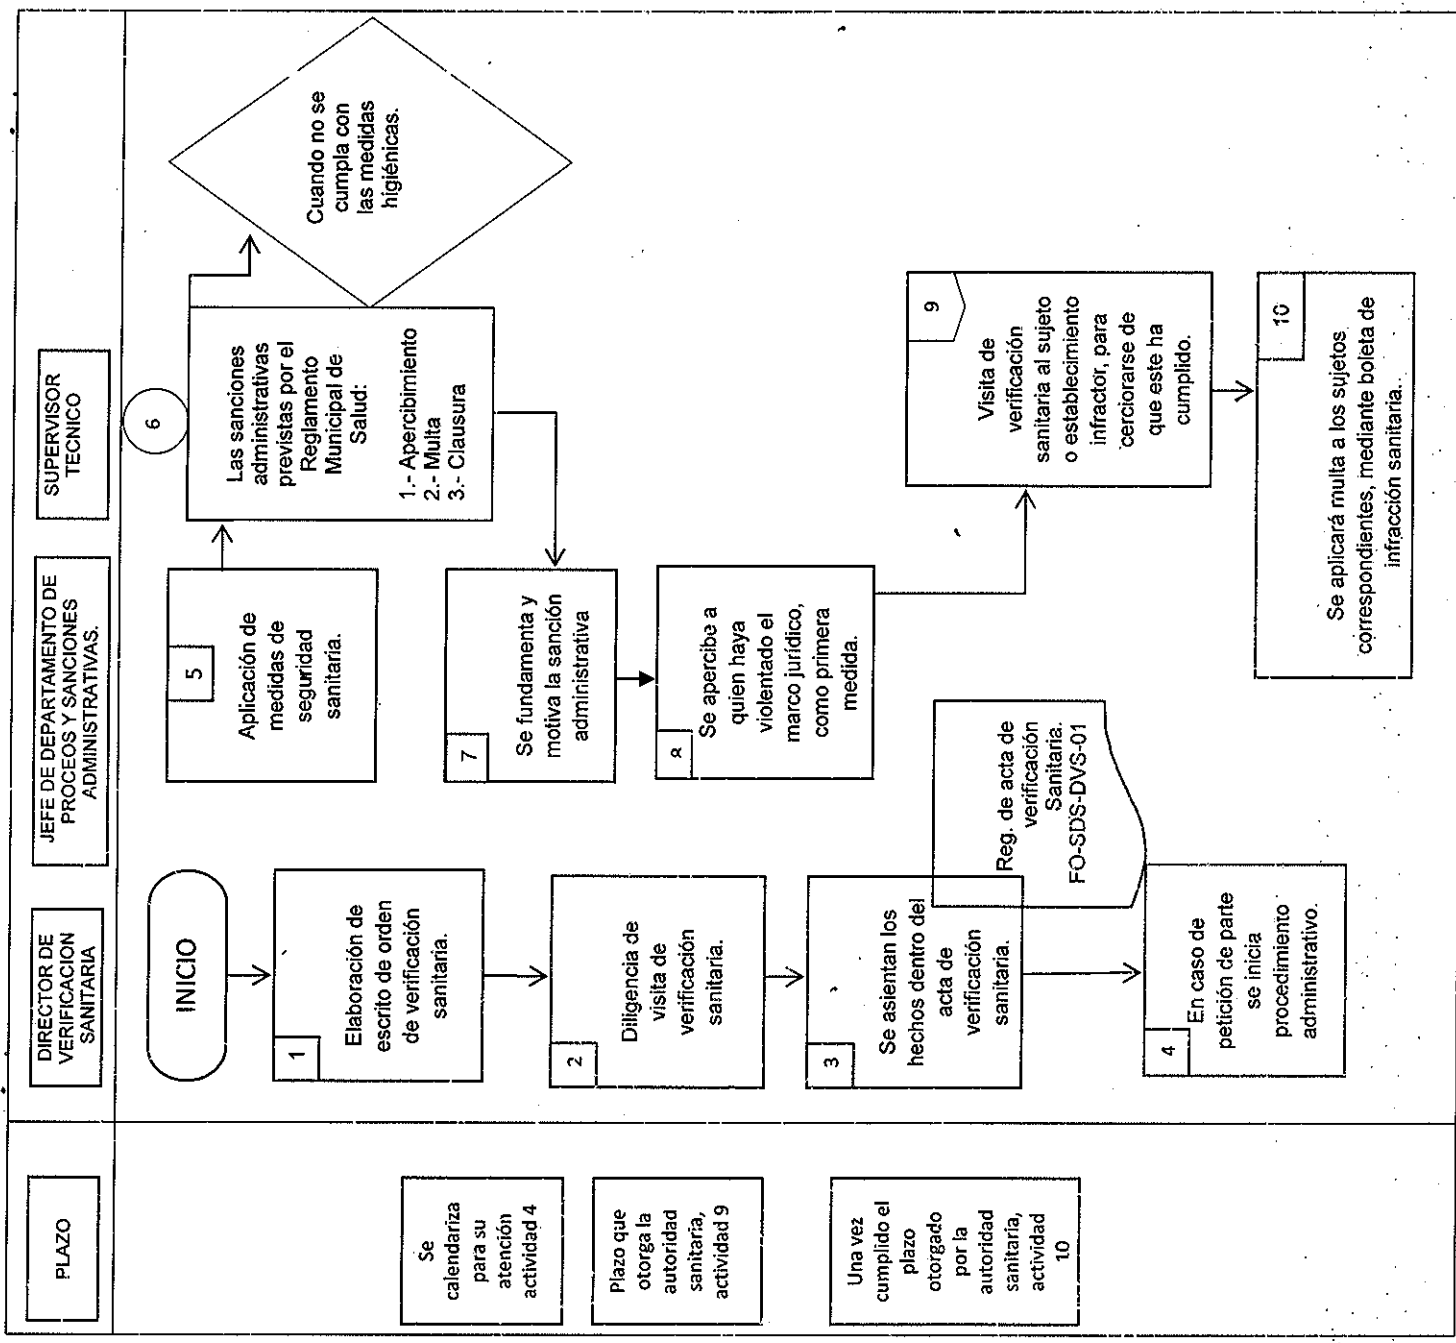 PLAZO
DIRECTOR DE
VERIFICACION
SANITARIA
JEFE DE DEPARTAMENTO DE
PROCEOS Y SANCIONES
ADMINISTRATIVAS.
SUPERVISOR
TECNICO
Se
calendariza
para su
atención
actividad 4
Plazo que
otorga la
autoridad
sanitaria,
actividad 9
Una vez
cumplido el
plazo
otorgado
por la
autoridad
sanitaria,
actividad
10
INICIO
1
Elaboración de
escrito de orden
de verificación
sanitaria.
2
Diligencia de
visita de
verificación
sanitaria.
3
Se asientan los
hechos dentro del
acta de
verificación
sanitaria.
Reg. de acta de
verificación
Sanitaria.
FO-SDS-DVS-01
4
En caso de
petición de parte
se inicia
procedimiento
administrativo.
5
Aplicación de
medidas de
seguridad
sanitaria.
6
Las sanciones
administrativas
previstas por el
Reglamento
Municipal de
Salud:
1.- Apercibimiento
2.- Multa
3.- Clausura
Cuando no se
cumpla con
las medidas
higiénicas.
7
Se fundamenta y
motiva la sanción
administrativa
8
Se apercibe a
quien haya
violentado el
marco jurídico,
como primera
medida.
9
Visita de
verificación
sanitaria al sujeto
o establecimiento
infractor, para
cerciorarse de
que este ha
cumplido.
10
Se aplicará multa a los sujetos
correspondientes, mediante boleta de
infracción sanitaria.